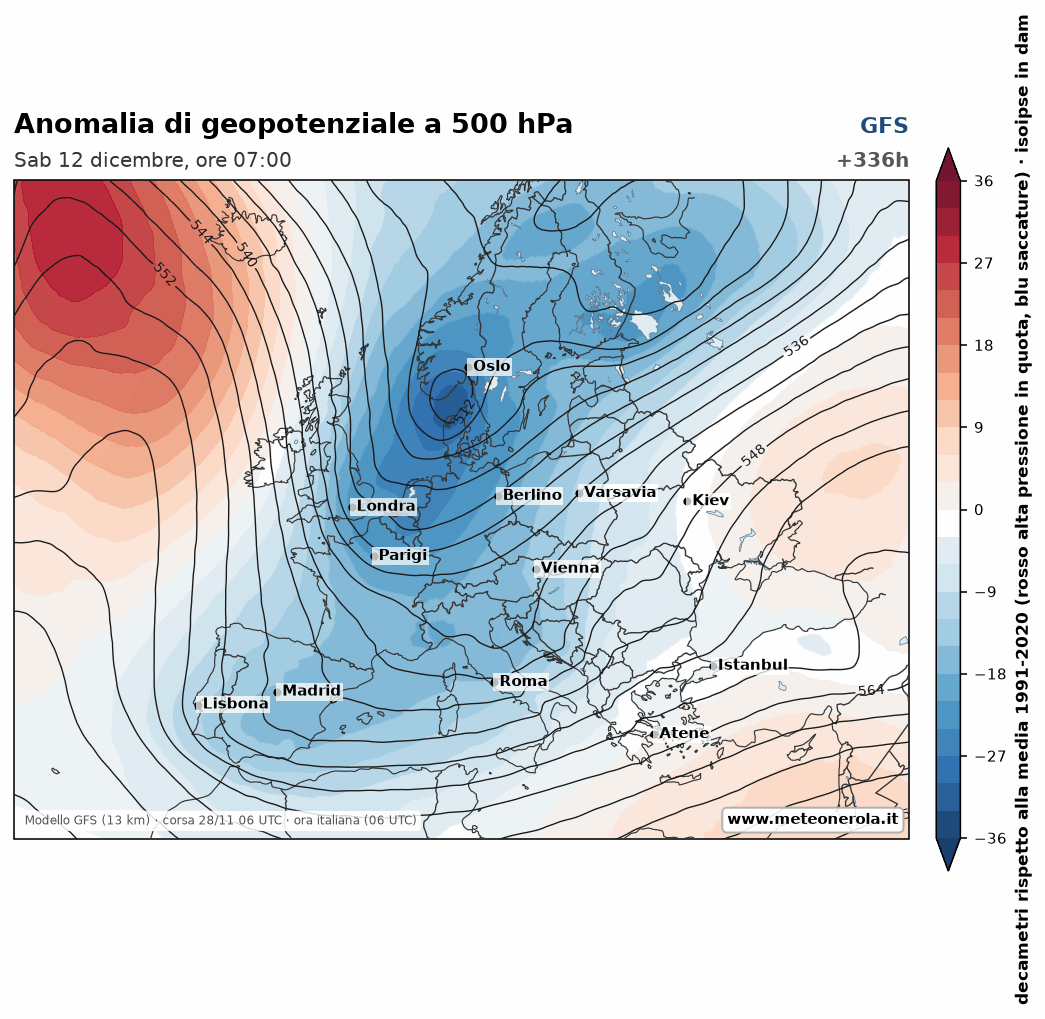 Anomalia di geopotenziale a 500 hPa
GFS
Sab 12 dicembre, ore 07:00
+336h
544
540
552
536
Oslo
512
548
Londra
Berlino
Varsavia
Kiev
Parigi
Vienna
Istanbul
Roma
Madrid
Lisbona
564
Atene
Modello GFS (13 km) · corsa 28/11 06 UTC · ora italiana (06 UTC)
www.meteonerola.it
36
27
18
9
0
−9
−18
−27
−36
decametri rispetto alla media 1991-2020 (rosso alta pressione in quota, blu saccature) · isoipse in dam